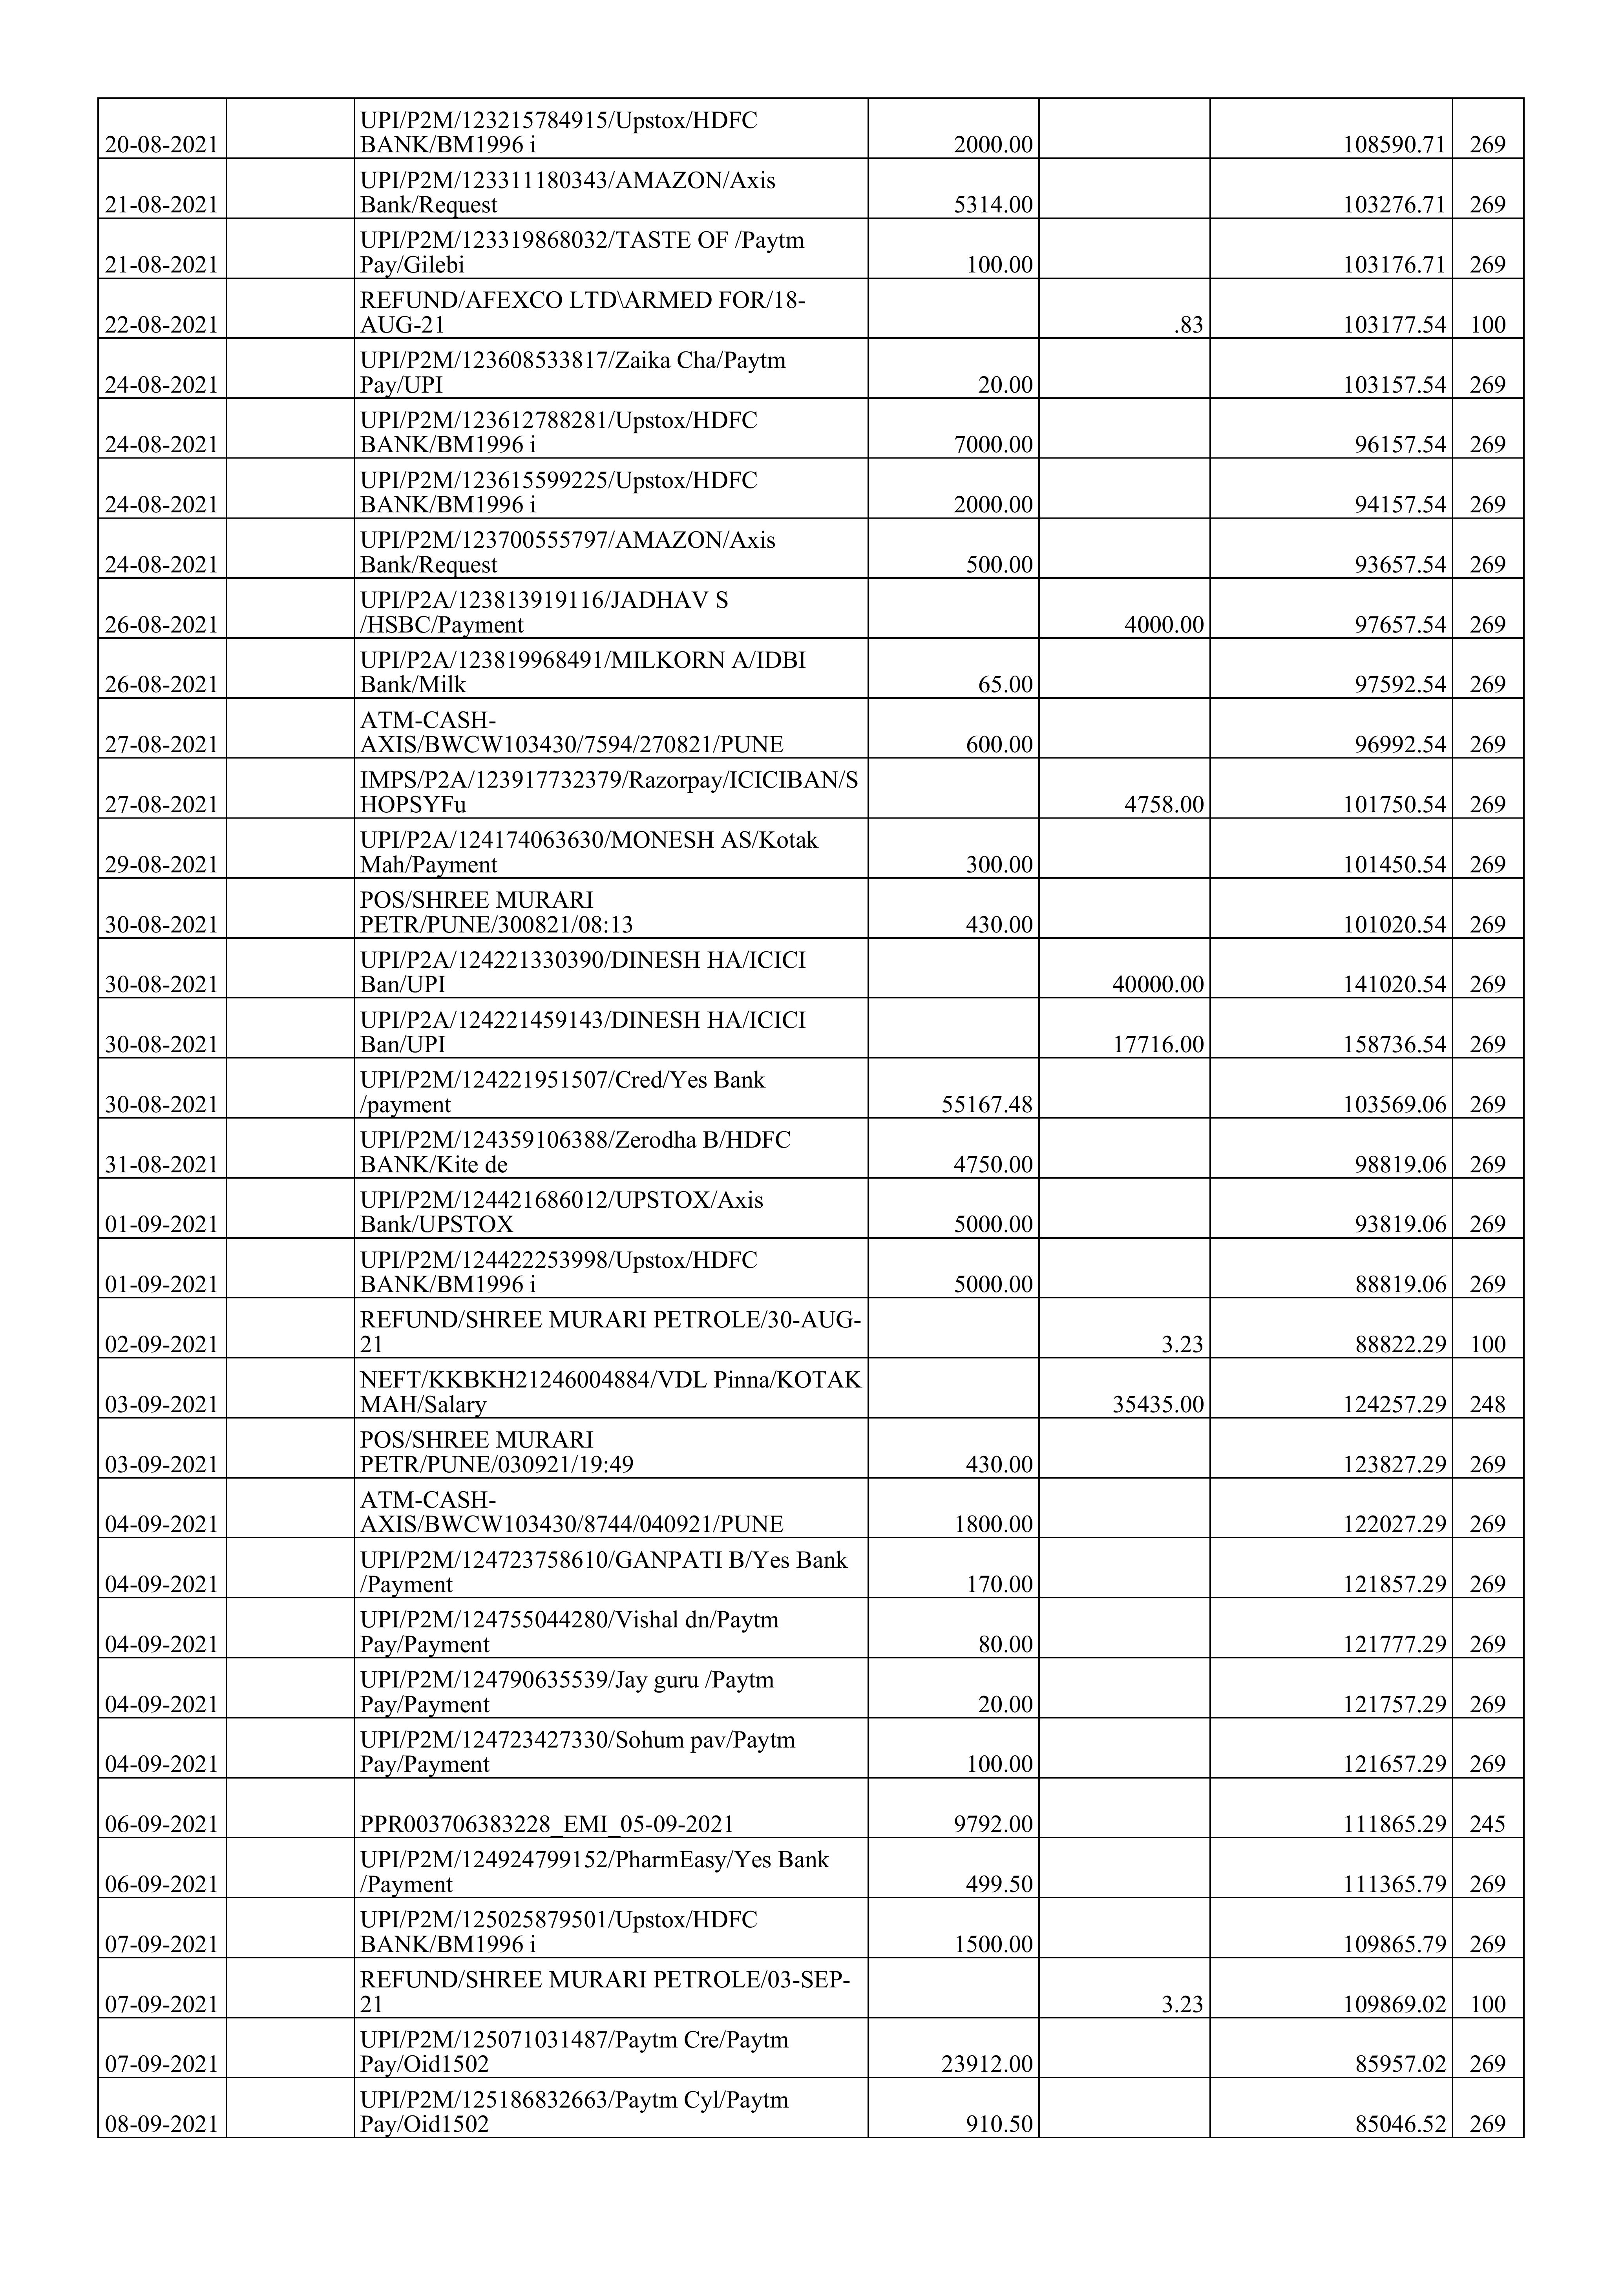 UPI/P2M/123215784915/Upstox/HDFC
20-08-2021 BANK/BM1996 i 2000.00 108590.71 269
UPI/P2M/123311180343/AMAZON/Axis
21-08-2021 Bank/Request 5314.00 103276.71 269
UPI/P2M/123319868032/TASTE OF /Paytm
21-08-2021 Pay/Gilebi 100.00 103176.71 269
REFUND/AFEXCO LTD\ARMED FOR/18-
22-08-2021 AUG-21 .83 103177.54 100
UPI/P2M/123608533817/Zaika Cha/Paytm
24-08-2021 Pay/UPI 20.00 103157.54 269
UPI/P2M/123612788281/Upstox/HDFC
24-08-2021 BANK/BM1996 i 7000.00 96157.54 269
UPI/P2M/123615599225/Upstox/HDFC
24-08-2021 BANK/BM1996 i 2000.00 94157.54 269
UPI/P2M/123700555797/AMAZON/Axis
24-08-2021 Bank/Request 500.00 93657.54 269
UPI/P2A/123813919116/JADHAV S
26-08-2021 /HSBC/Payment 4000.00 97657.54 269
UPI/P2A/123819968491/MILKORN A/IDBI
26-08-2021 Bank/Milk 65.00 97592.54 269
ATM-CASH-
27-08-2021 AXIS/BWCW103430/7594/270821/PUNE 600.00 96992.54 269
IMPS/P2A/123917732379/Razorpay/ICICIBAN/S
27-08-2021 HOPSYFu 4758.00 101750.54 269
UPI/P2A/124174063630/MONESH AS/Kotak
29-08-2021 Mah/Payment 300.00 101450.54 269
POS/SHREE MURARI
30-08-2021 PETR/PUNE/300821/08:13 430.00 101020.54 269
UPI/P2A/124221330390/DINESH HA/ICICI
30-08-2021 Ban/UPI 40000.00 141020.54 269
UPI/P2A/124221459143/DINESH HA/ICICI
30-08-2021 Ban/UPI 17716.00 158736.54 269
UPI/P2M/124221951507/Cred/Yes Bank
30-08-2021 /payment 55167.48 103569.06 269
UPI/P2M/124359106388/Zerodha B/HDFC
31-08-2021 BANK/Kite de 4750.00 98819.06 269
UPI/P2M/124421686012/UPSTOX/Axis
01-09-2021 Bank/UPSTOX 5000.00 93819.06 269
UPI/P2M/124422253998/Upstox/HDFC
01-09-2021 BANK/BM1996 i 5000.00 88819.06 269
REFUND/SHREE MURARI PETROLE/30-AUG-
02-09-2021 21 3.23 88822.29 100
NEFT/KKBKH21246004884/VDL Pinna/KOTAK
03-09-2021 MAH/Salary 35435.00 124257.29 248
POS/SHREE MURARI
03-09-2021 PETR/PUNE/030921/19:49 430.00 123827.29 269
ATM-CASH-
04-09-2021 AXIS/BWCW103430/8744/040921/PUNE 1800.00 122027.29 269
UPI/P2M/124723758610/GANPATI B/Yes Bank
04-09-2021 /Payment 170.00 121857.29 269
UPI/P2M/124755044280/Vishal dn/Paytm
04-09-2021 Pay/Payment 80.00 121777.29 269
UPI/P2M/124790635539/Jay guru /Paytm
04-09-2021 Pay/Payment 20.00 121757.29 269
UPI/P2M/124723427330/Sohum pav/Paytm
04-09-2021 Pay/Payment 100.00 121657.29 269
06-09-2021 PPR003706383228_EMI_05-09-2021 9792.00 111865.29 245
UPI/P2M/124924799152/PharmEasy/Yes Bank
06-09-2021 /Payment 499.50 111365.79 269
UPI/P2M/125025879501/Upstox/HDFC
07-09-2021 BANK/BM1996 i 1500.00 109865.79 269
REFUND/SHREE MURARI PETROLE/03-SEP-
07-09-2021 21 3.23 109869.02 100
UPI/P2M/125071031487/Paytm Cre/Paytm
07-09-2021 Pay/Oid1502 23912.00 85957.02 269
UPI/P2M/125186832663/Paytm Cyl/Paytm
08-09-2021 Pay/Oid1502 910.50 85046.52 269